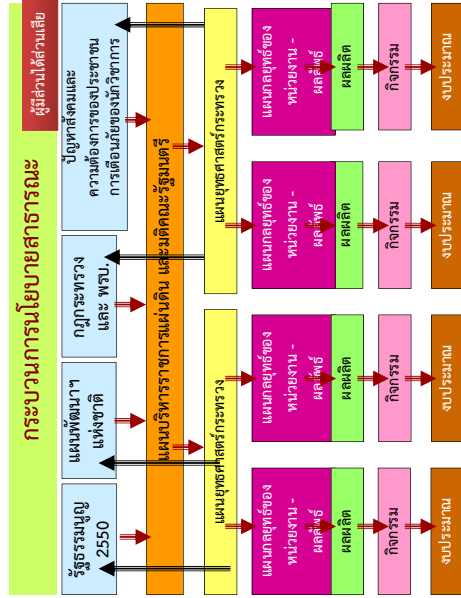 กระบวนการนโยบายสาธารณะ
ผู้มีส่วนได้ส่วนเสีย
รัฐธรรมนูญ
2550
แผนพัฒนาฯ
แห่งชาติ
กฎกระทรวง
และ พรบ.
ปัญหาสังคมและ
ความต้องการของประชาชน
การเตือนภัยของนักวิชาการ
แผนบริหารราชการแผ่นดิน และมติคณะรัฐมนตรี
แผนยุทธศาสตร์กระทรวง
แผนยุทธศาสตร์กระทรวง
แผนกลยุทธ์ของ
หน่วยงาน -
ผลลัพธ์
แผนกลยุทธ์ของ
หน่วยงาน -
ผลลัพธ์
แผนกลยุทธ์ของ
หน่วยงาน -
ผลลัพธ์
แผนกลยุทธ์ของ
หน่วยงาน -
ผลลัพธ์
ผลผลิต
ผลผลิต
ผลผลิต
ผลผลิต
กิจกรรม
กิจกรรม
กิจกรรม
กิจกรรม
งบประมาณ
งบประมาณ
งบประมาณ
งบประมาณ